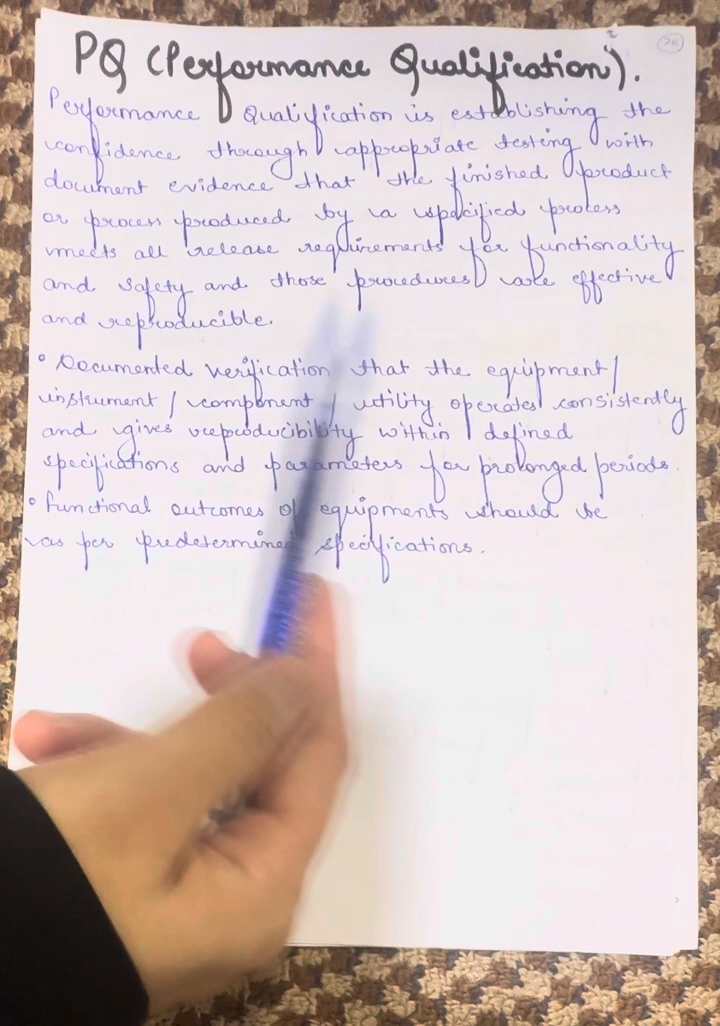 PQ (Performance Qualification).
Performance Qualification is establishing the
confidence through appropriate testing with
document evidence that the finished product
or process produced by a specified process
meets all release requirements for functionality
and safety and those procedures are effective
and reproducible.
• Documented verification that the equipment/
instrument / component / utility operates consistently
and gives reproducibility within defined
specifications and parameters for prolonged periods.
• Functional outcomes of equipments should be
as per predetermined specifications.